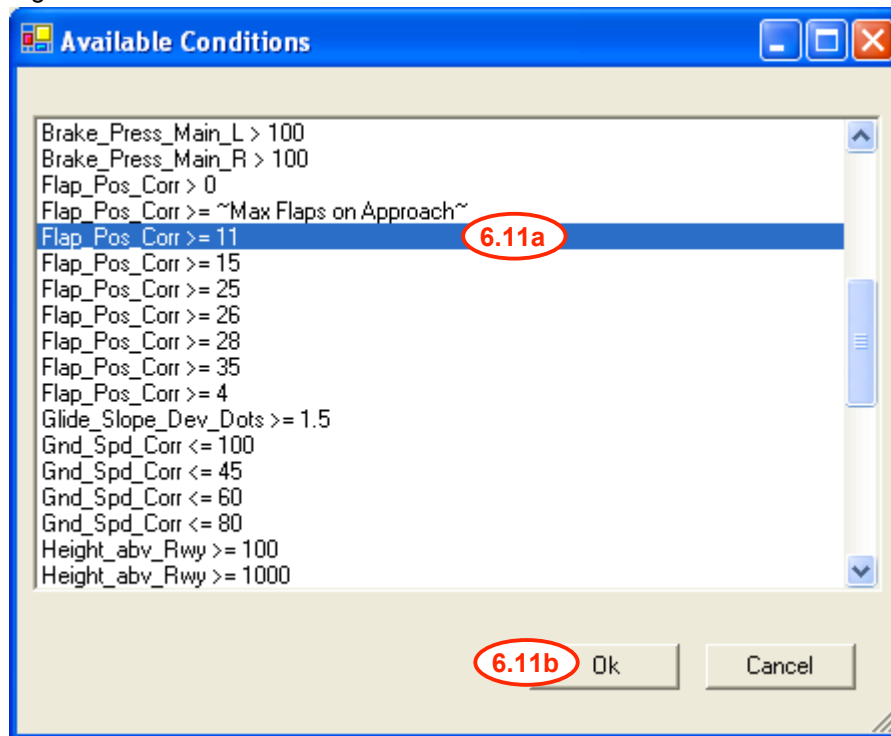 Available Conditions
Brake_Press_Main_L > 100
Brake_Press_Main_R > 100
Flap_Pos_Corr > 0
Flap_Pos_Corr >= ~Max Flaps on Approach~
Flap_Pos_Corr >= 11 6.11a
Flap_Pos_Corr >= 15
Flap_Pos_Corr >= 25
Flap_Pos_Corr >= 26
Flap_Pos_Corr >= 28
Flap_Pos_Corr >= 35
Flap_Pos_Corr >= 4
Glide_Slope_Dev_Dots >= 1.5
Gnd_Spd_Corr <= 100
Gnd_Spd_Corr <= 45
Gnd_Spd_Corr <= 60
Gnd_Spd_Corr <= 80
Height_abv_Rwy >= 100
Height_abv_Rwy >= 1000
6.11b Ok Cancel